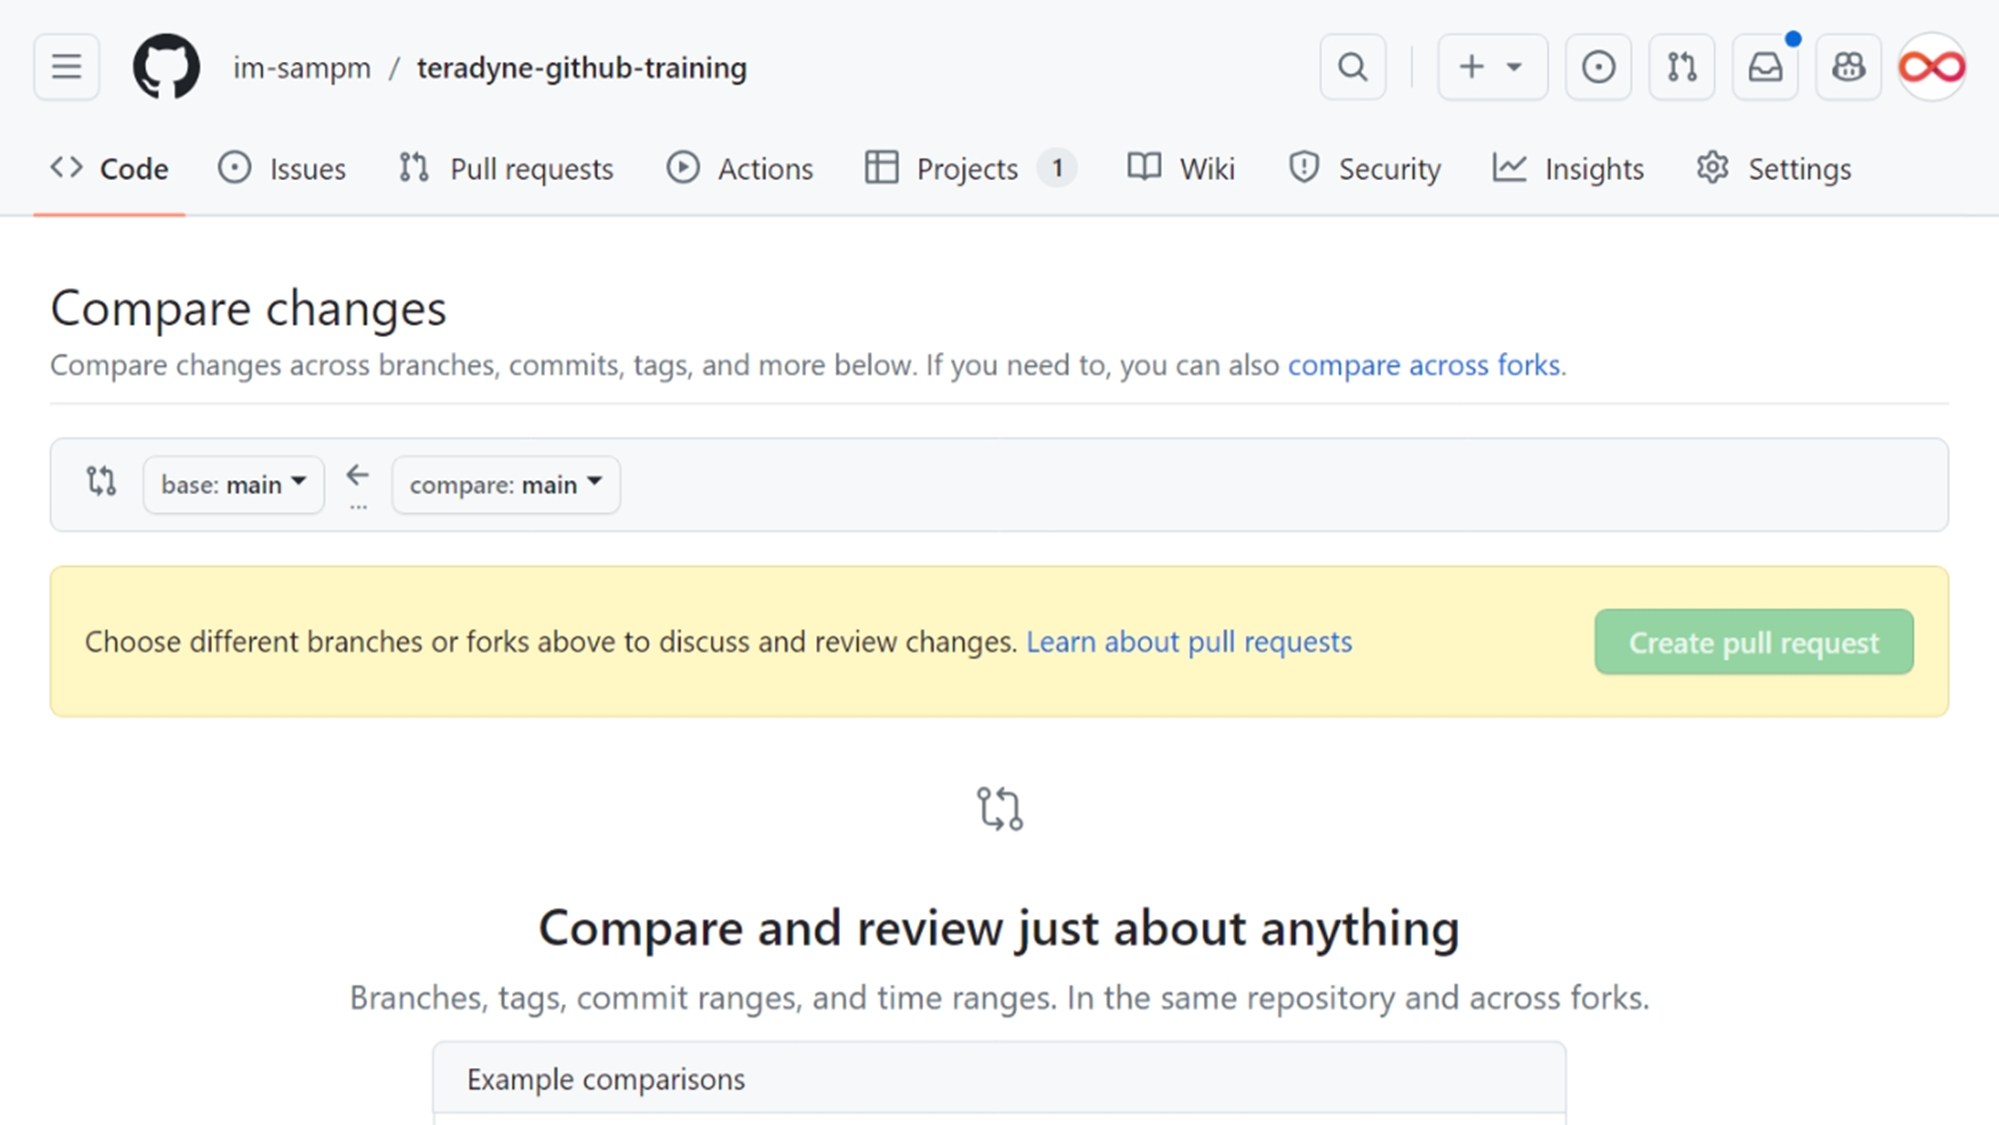 im-sampm / teradyne-github-training
Code Issues Pull requests Actions Projects 1 Wiki Security Insights Settings
Compare changes
Compare changes across branches, commits, tags, and more below. If you need to, you can also compare across forks.
base: main ... compare: main
Choose different branches or forks above to discuss and review changes. Learn about pull requests Create pull request
Compare and review just about anything
Branches, tags, commit ranges, and time ranges. In the same repository and across forks.
Example comparisons